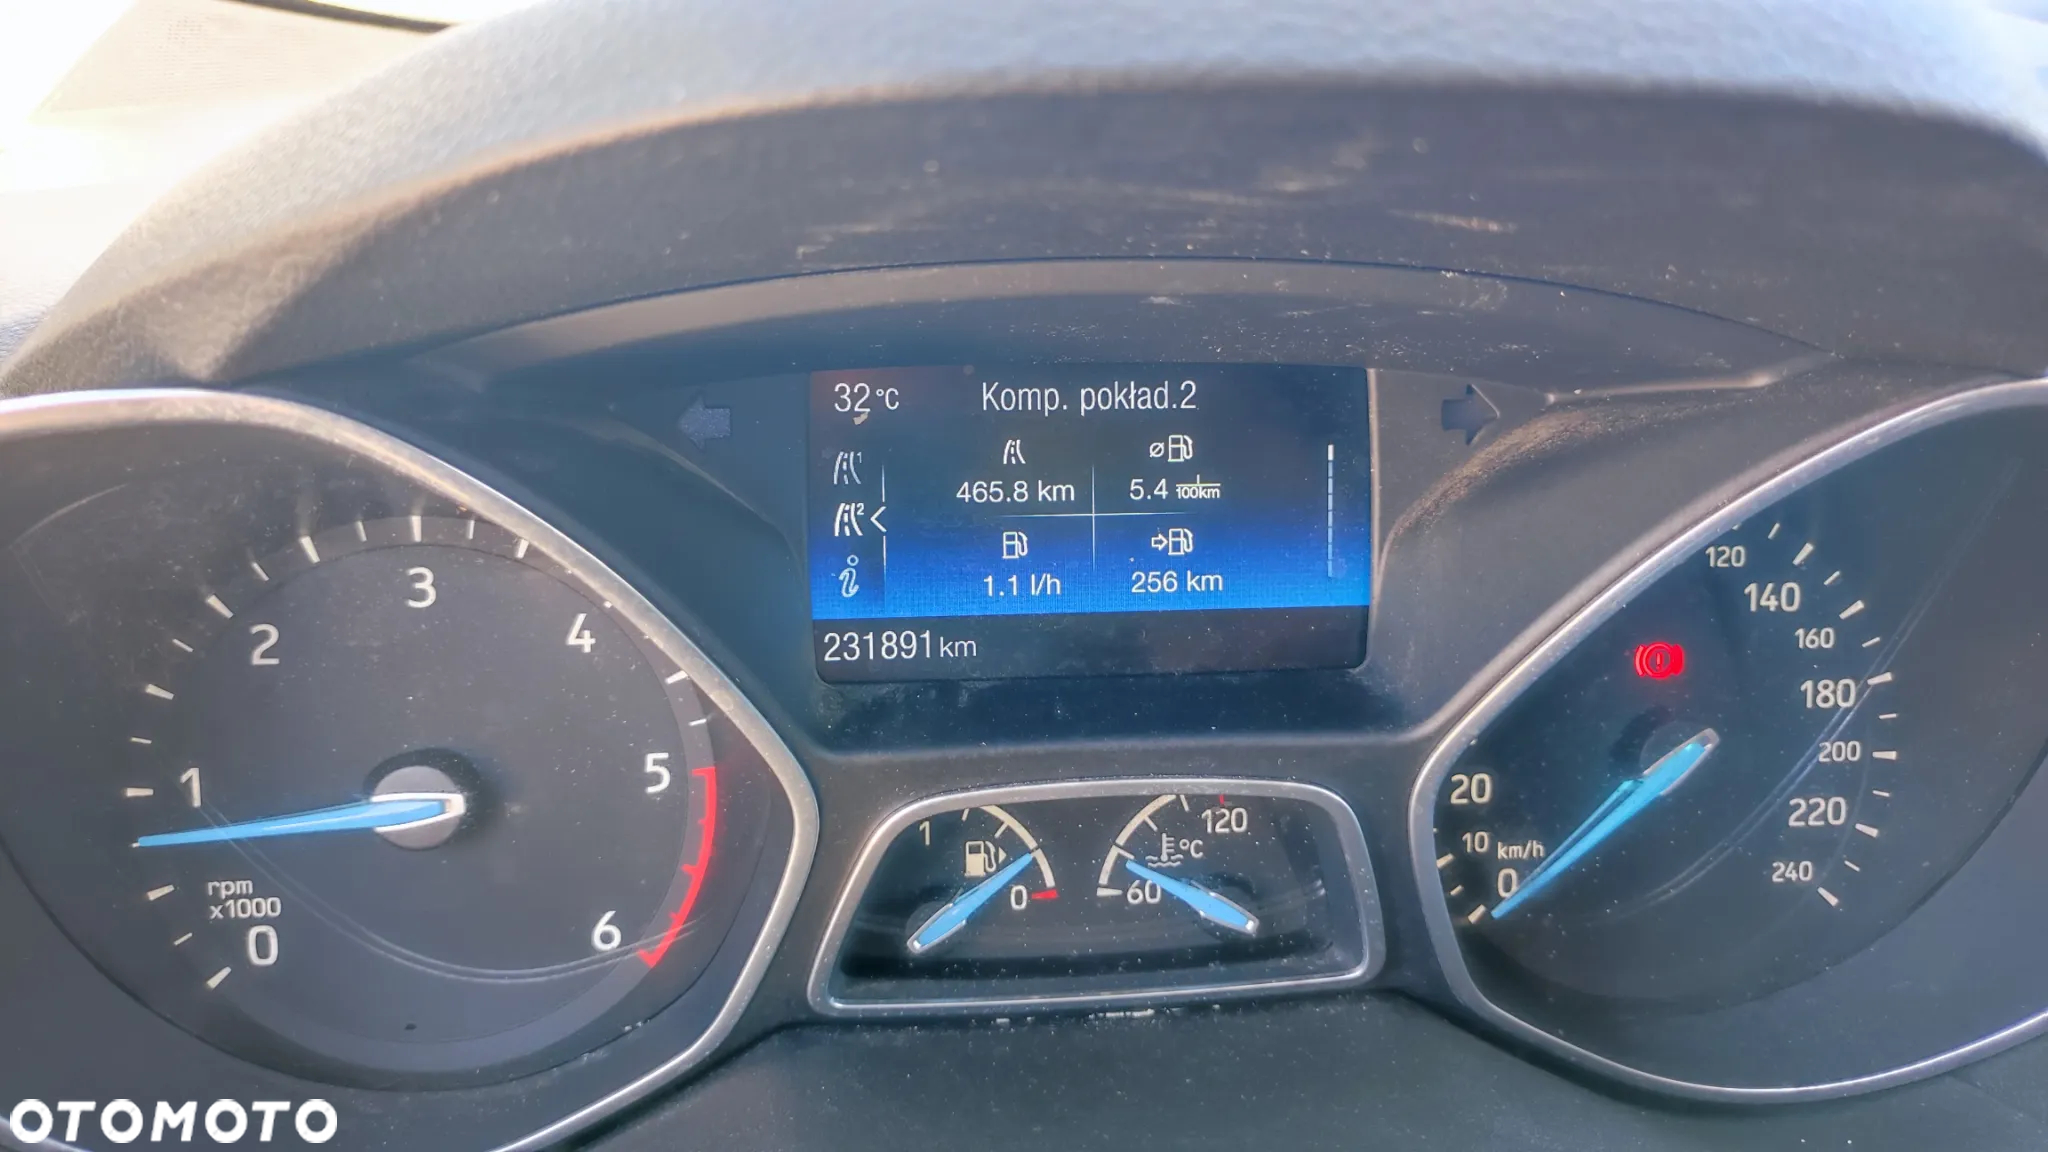 32°C Komp. pokład.2
1
465.8 km 5.4 l/100km
2
1.1 l/h 256 km
i
231891 km
0
1
2
3
4
5
6
rpm
x1000
1
0
60
120
°C
0
10
20
km/h
120
140
160
180
200
220
240
OTOMOTO